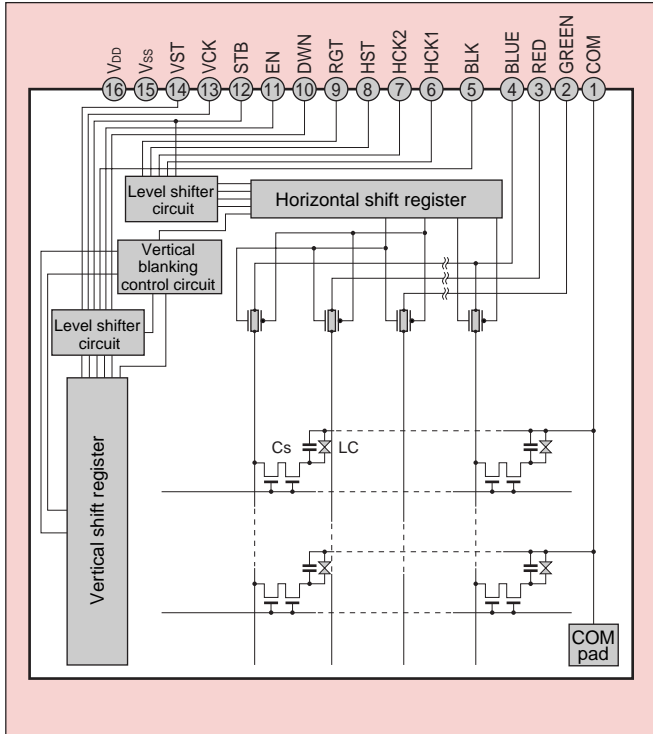 VDD VSS VST VCK STB EN DWN RGT HST HCK2 HCK1 BLK BLUE RED GREEN COM
16 15 14 13 12 11 10 9 8 7 6 5 4 3 2 1
Level shifter
circuit
Horizontal shift register
Vertical
blanking
control circuit
Level shifter
circuit
Vertical shift register
Cs LC
COM
pad